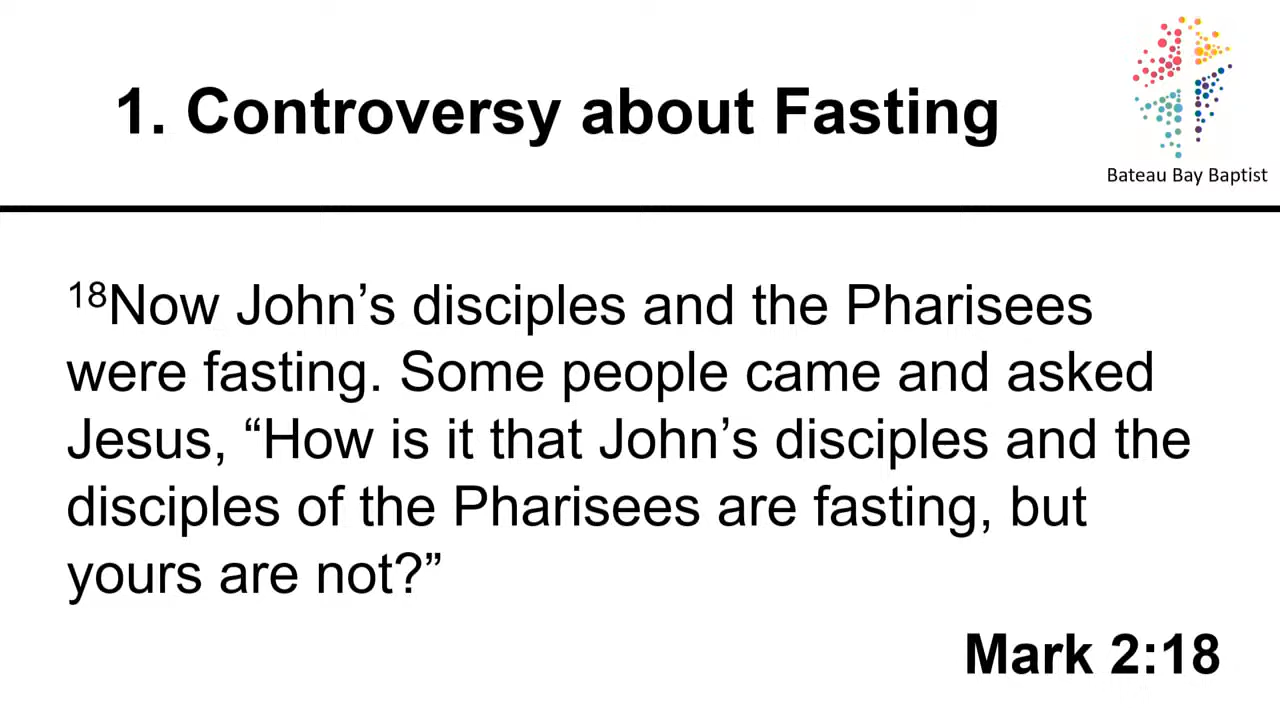 1. Controversy about Fasting
Bateau Bay Baptist
18Now John’s disciples and the Pharisees
were fasting. Some people came and asked
Jesus, “How is it that John’s disciples and the
disciples of the Pharisees are fasting, but
yours are not?”
Mark 2:18